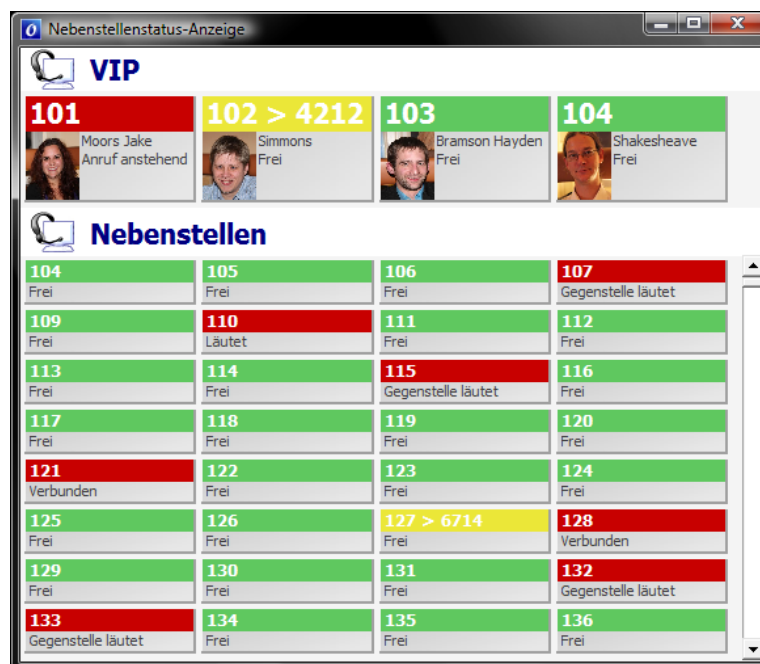 Nebenstellenstatus-Anzeige
VIP
101
Moors Jake
Anruf anstehend
102 > 4212
Simmons
Frei
103
Bramson Hayden
Frei
104
Shakesheave
Frei
Nebenstellen
104 105 106 107
Frei Frei Frei Gegenstelle läutet
109 110 111 112
Frei Läutet Frei Frei
113 114 115 116
Frei Frei Gegenstelle läutet Frei
117 118 119 120
Frei Frei Frei Frei
121 122 123 124
Verbunden Frei Frei Frei
125 126 127 > 6714 128
Frei Frei Frei Verbunden
129 130 131 132
Frei Frei Frei Gegenstelle läutet
133 134 135 136
Gegenstelle läutet Frei Frei Frei